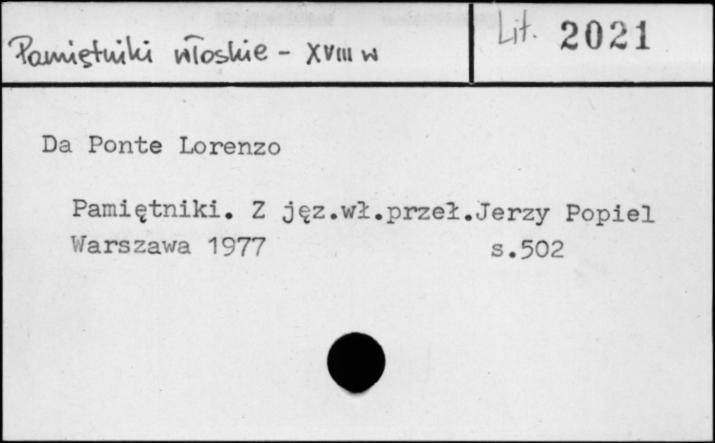 Pamiętniki włoskie - XVIII w
Lit. 2021
Da Ponte Lorenzo
Pamiętniki. Z jęz.wł.przeł.Jerzy Popiel
Warszawa 1977 s.502